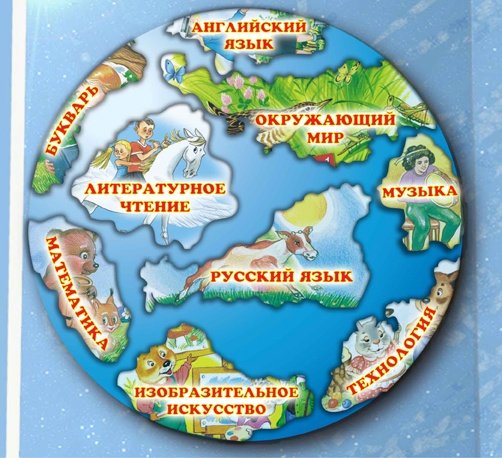 АНГЛИЙСКИЙ
ЯЗЫК
БУКВАРЬ
ОКРУЖАЮЩИЙ
МИР
ЛИТЕРАТУРНОЕ
ЧТЕНИЕ
МУЗЫКА
РУССКИЙ ЯЗЫК
МАТЕМАТИКА
ТЕХНОЛОГИЯ
ИЗОБРАЗИТЕЛЬНОЕ
ИСКУССТВО